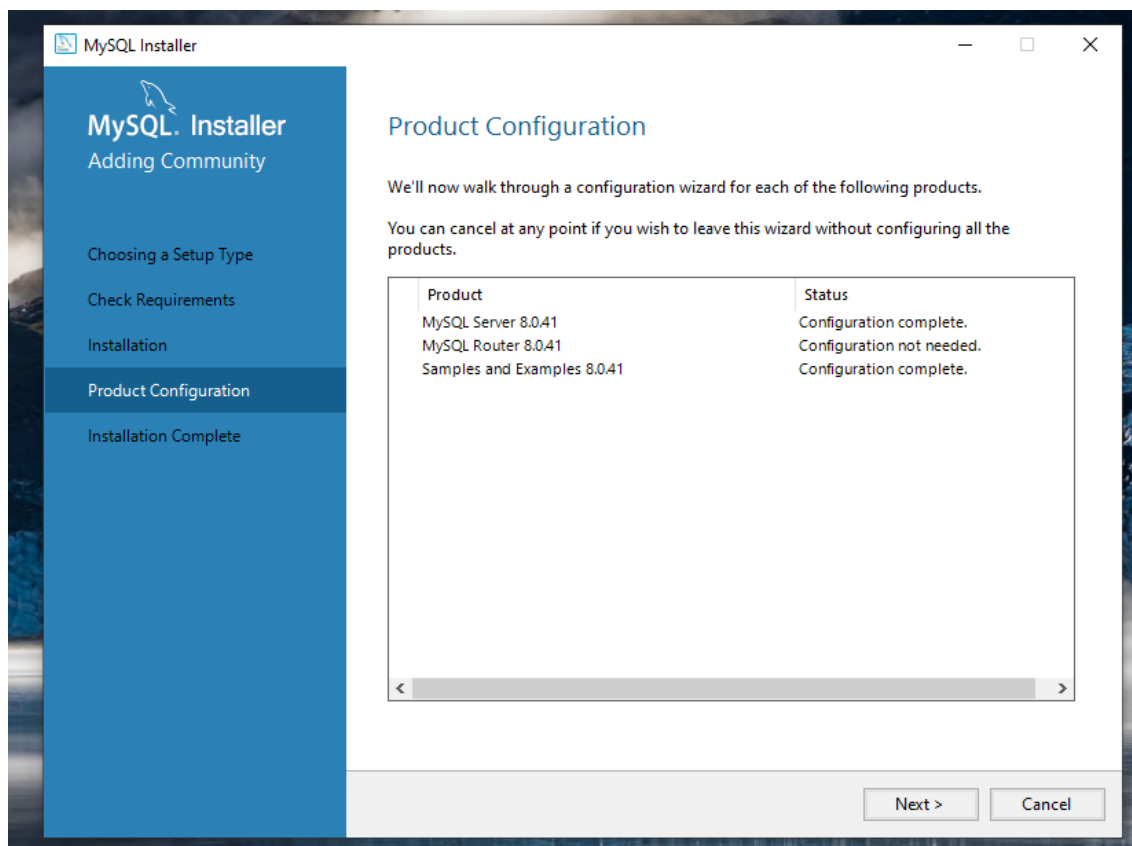 MySQL Installer
MySQL. Installer
Adding Community
Choosing a Setup Type
Check Requirements
Installation
Product Configuration
Installation Complete
Product Configuration
We'll now walk through a configuration wizard for each of the following products.
You can cancel at any point if you wish to leave this wizard without configuring all the
products.
Product Status
MySQL Server 8.0.41 Configuration complete.
MySQL Router 8.0.41 Configuration not needed.
Samples and Examples 8.0.41 Configuration complete.
Next > Cancel